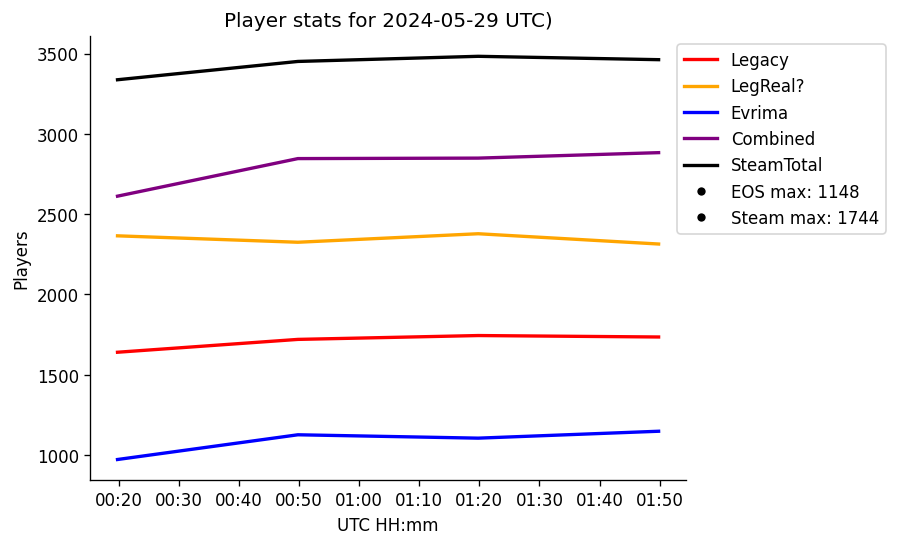 Player stats for 2024-05-29 UTC)
3500
3000
2500
2000
1500
1000
Players
00:20 00:30 00:40 00:50 01:00 01:10 01:20 01:30 01:40 01:50
UTC HH:mm
Legacy
LegReal?
Evrima
Combined
SteamTotal
EOS max: 1148
Steam max: 1744